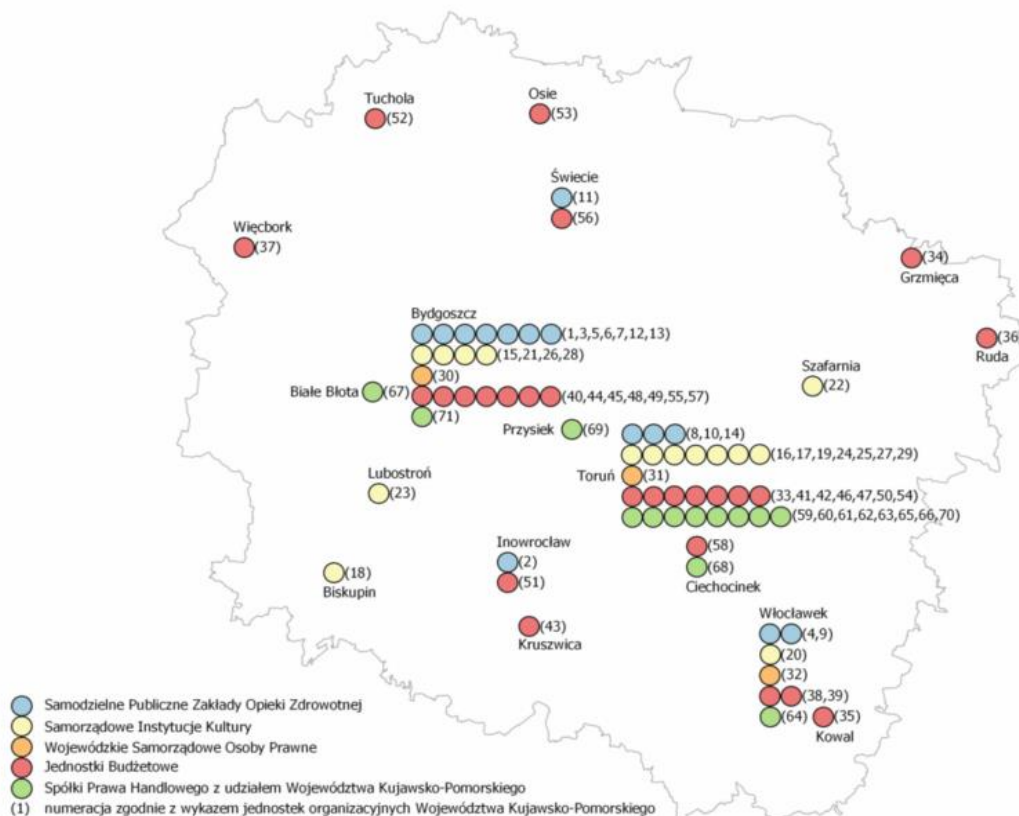 Tuchola
(52)
Osie
(53)
Świecie
(11)
(56)
Więcbork
(37)
(34)
Grzmięca
Bydgoszcz
(1,3,5,6,7,12,13)
(15,21,26,28)
(30)
(40,44,45,48,49,55,57)
(71)
Białe Błota
(67)
(36)
Ruda
Szafarnia
(22)
Przysiek
(69)
(8,10,14)
(16,17,19,24,25,27,29)
Toruń
(31)
(33,41,42,46,47,50,54)
(59,60,61,62,63,65,66,70)
Lubostroń
(23)
Inowrocław
(2)
(51)
(58)
(68)
Ciechocinek
(18)
Biskupin
(43)
Kruszwica
Włocławek
(4,9)
(20)
(32)
(38,39)
(64)
(35)
Kowal
Samodzielne Publiczne Zakłady Opieki Zdrowotnej
Samorządowe Instytucje Kultury
Wojewódzkie Samorządowe Osoby Prawne
Jednostki Budżetowe
Spółki Prawa Handlowego z udziałem Województwa Kujawsko-Pomorskiego
(1) numeracja zgodnie z wykazem jednostek organizacyjnych Województwa Kujawsko-Pomorskiego